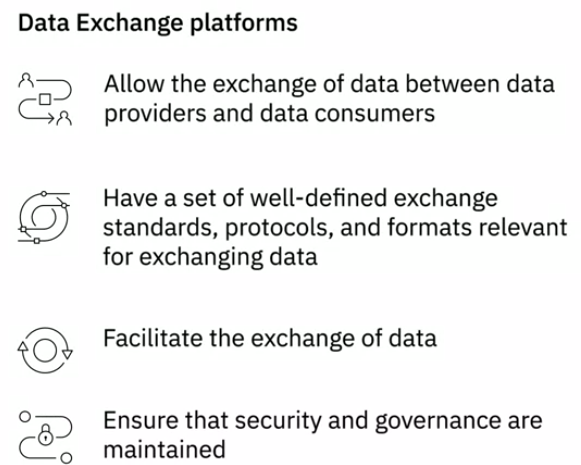 Data Exchange platforms
Allow the exchange of data between data
providers and data consumers
Have a set of well-defined exchange
standards, protocols, and formats relevant
for exchanging data
Facilitate the exchange of data
Ensure that security and governance are
maintained